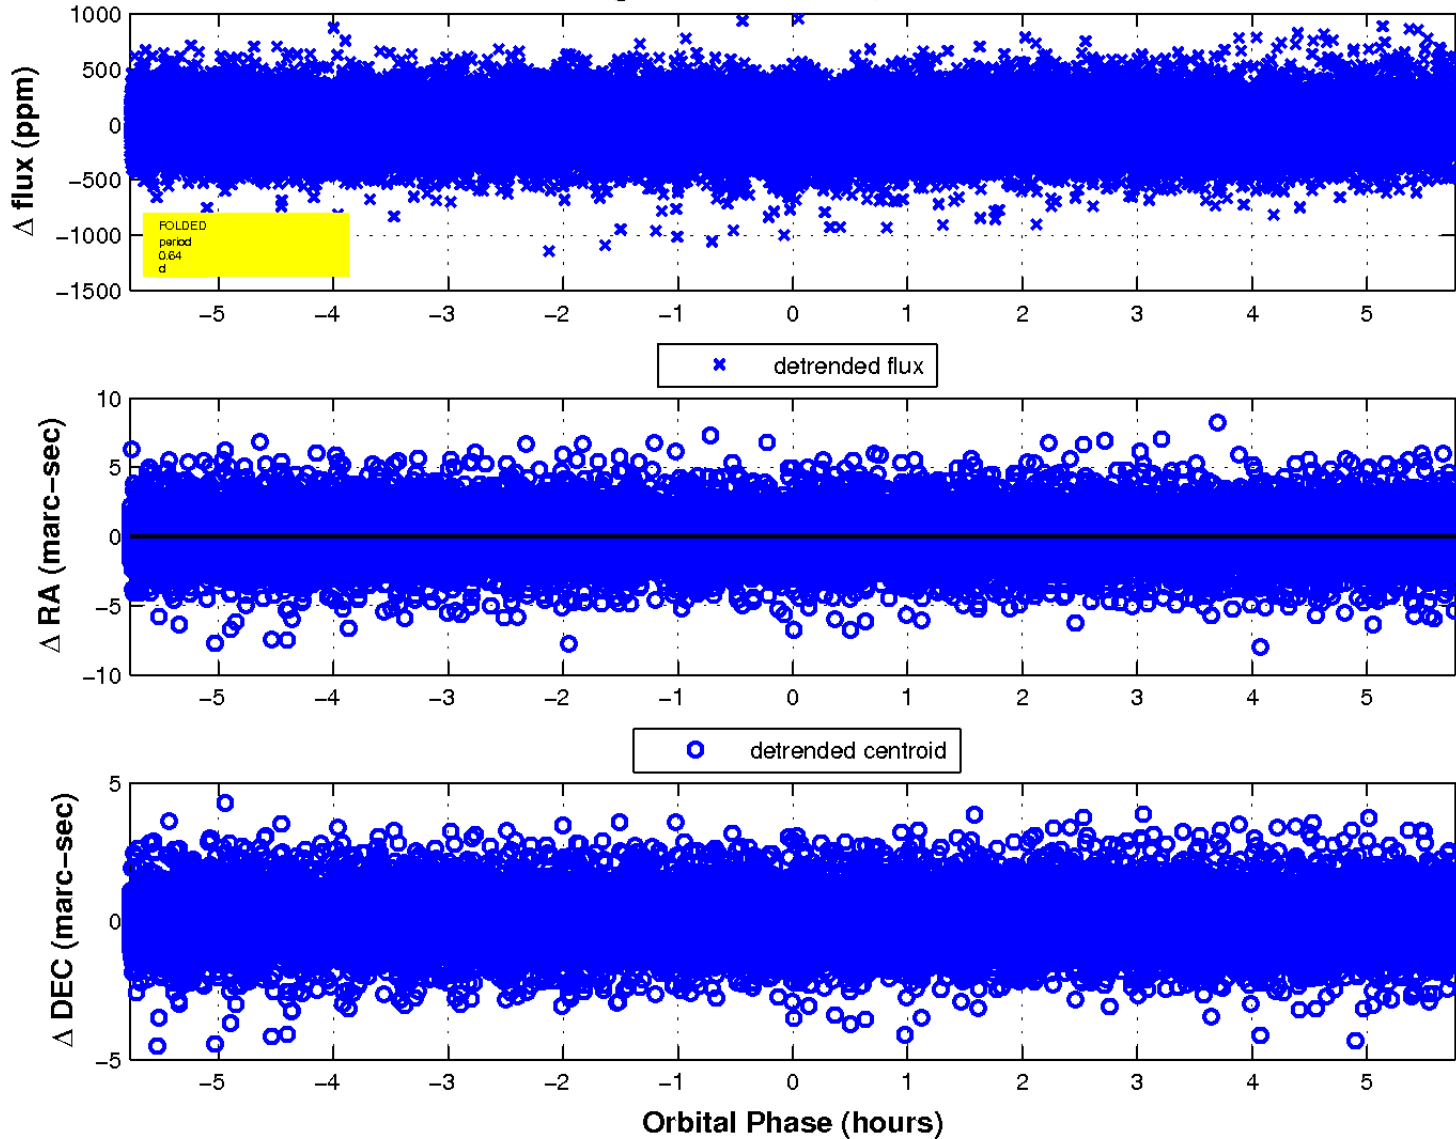 1000
500
0
−500
−1000
−1500
Δ flux (ppm)
FOLDED
period
0.64
d
−5 −4 −3 −2 −1 0 1 2 3 4 5
detrended flux
10
5
0
−5
−10
Δ RA (marc−sec)
−5 −4 −3 −2 −1 0 1 2 3 4 5
detrended centroid
5
0
−5
Δ DEC (marc−sec)
−5 −4 −3 −2 −1 0 1 2 3 4 5
Orbital Phase (hours)